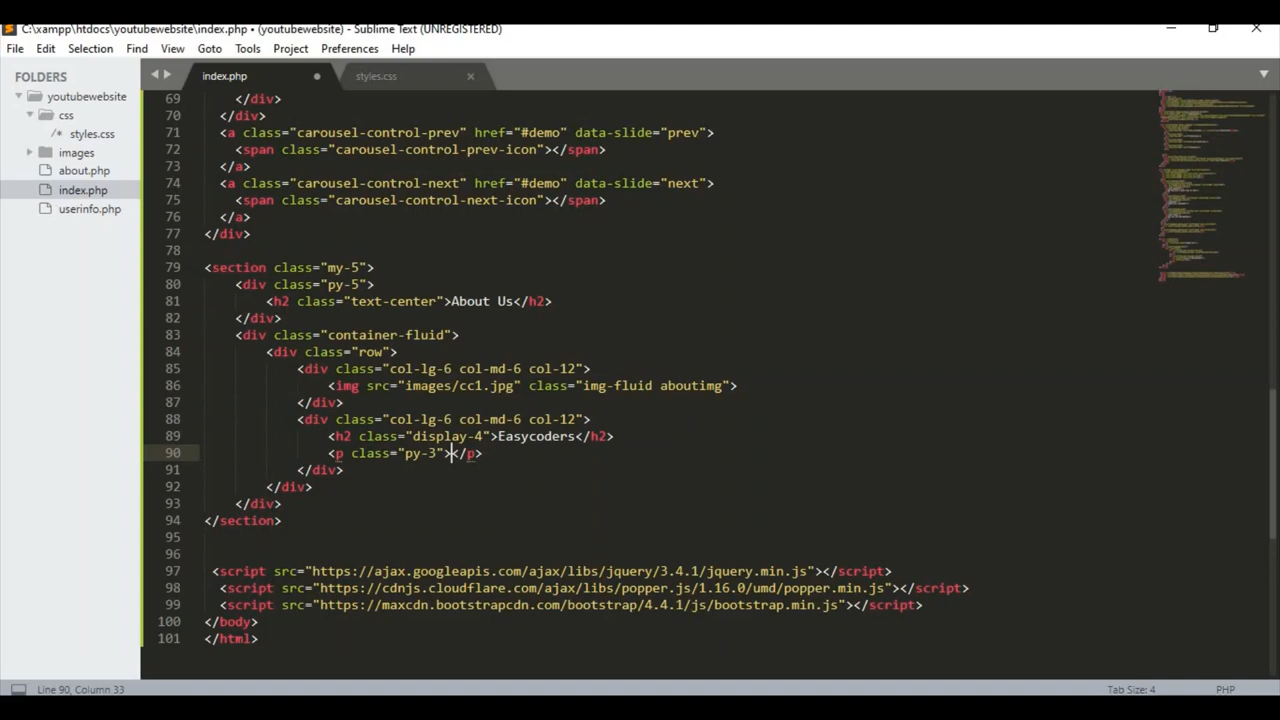 C:\xampp\htdocs\youtubewebsite\index.php • (youtubewebsite) - Sublime Text (UNREGISTERED)
File Edit Selection Find View Goto Tools Project Preferences Help
FOLDERS
youtubewebsite
css
/* styles.css
images
about.php
index.php
userinfo.php
index.php
styles.css
69 </div>
70 </div>
71 <a class="carousel-control-prev" href="#demo" data-slide="prev">
72 <span class="carousel-control-prev-icon"></span>
73 </a>
74 <a class="carousel-control-next" href="#demo" data-slide="next">
75 <span class="carousel-control-next-icon"></span>
76 </a>
77 </div>
78
79 <section class="my-5">
80 <div class="py-5">
81 <h2 class="text-center">About Us</h2>
82 </div>
83 <div class="container-fluid">
84 <div class="row">
85 <div class="col-lg-6 col-md-6 col-12">
86 <img src="images/cc1.jpg" class="img-fluid aboutimg">
87 </div>
88 <div class="col-lg-6 col-md-6 col-12">
89 <h2 class="display-4">Easycoders</h2>
90 <p class="py-3"></p>
91 </div>
92 </div>
93 </div>
94 </section>
95
96
97 <script src="https://ajax.googleapis.com/ajax/libs/jquery/3.4.1/jquery.min.js"></script>
98 <script src="https://cdnjs.cloudflare.com/ajax/libs/popper.js/1.16.0/umd/popper.min.js"></script>
99 <script src="https://maxcdn.bootstrapcdn.com/bootstrap/4.4.1/js/bootstrap.min.js"></script>
100 </body>
101 </html>
Line 90, Column 33
Tab Size: 4
PHP